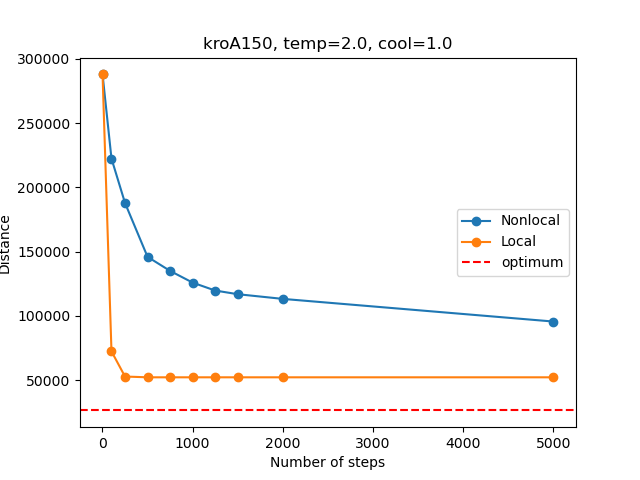 kroA150, temp=2.0, cool=1.0
300000
250000
200000
150000
100000
50000
Distance
Nonlocal
Local
optimum
0
1000
2000
3000
4000
5000
Number of steps